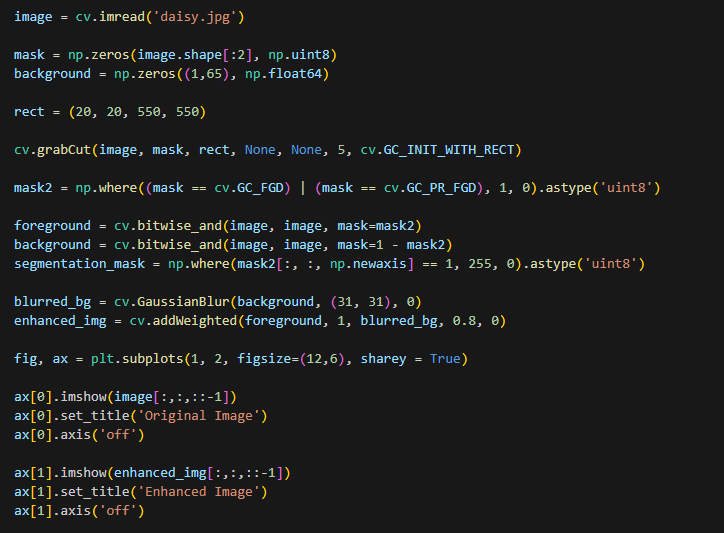 image = cv.imread('daisy.jpg')
mask = np.zeros(image.shape[:2], np.uint8)
background = np.zeros((1,65), np.float64)
rect = (20, 20, 550, 550)
cv.grabCut(image, mask, rect, None, None, 5, cv.GC_INIT_WITH_RECT)
mask2 = np.where((mask == cv.GC_FGD) | (mask == cv.GC_PR_FGD), 1, 0).astype('uint8')
foreground = cv.bitwise_and(image, image, mask=mask2)
background = cv.bitwise_and(image, image, mask=1 - mask2)
segmentation_mask = np.where(mask2[:, :, np.newaxis] == 1, 255, 0).astype('uint8')
blurred_bg = cv.GaussianBlur(background, (31, 31), 0)
enhanced_img = cv.addWeighted(foreground, 1, blurred_bg, 0.8, 0)
fig, ax = plt.subplots(1, 2, figsize=(12,6), sharey = True)
ax[0].imshow(image[:,:,::-1])
ax[0].set_title('Original Image')
ax[0].axis('off')
ax[1].imshow(enhanced_img[:,:,::-1])
ax[1].set_title('Enhanced Image')
ax[1].axis('off')